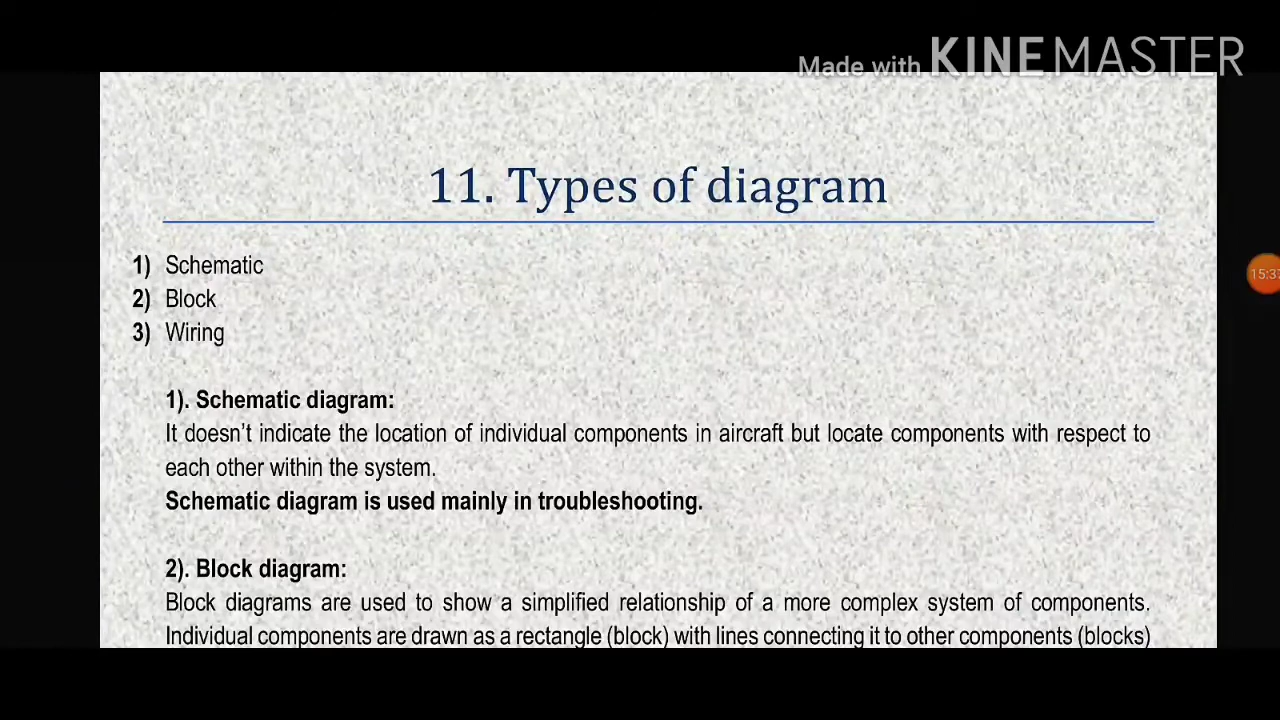 Made with KINEMASTER
11. Types of diagram
1) Schematic
2) Block
3) Wiring
1). Schematic diagram:
It doesn't indicate the location of individual components in aircraft but locate components with respect to
each other within the system.
Schematic diagram is used mainly in troubleshooting.
2). Block diagram:
Block diagrams are used to show a simplified relationship of a more complex system of components.
Individual components are drawn as a rectangle (block) with lines connecting it to other components (blocks)